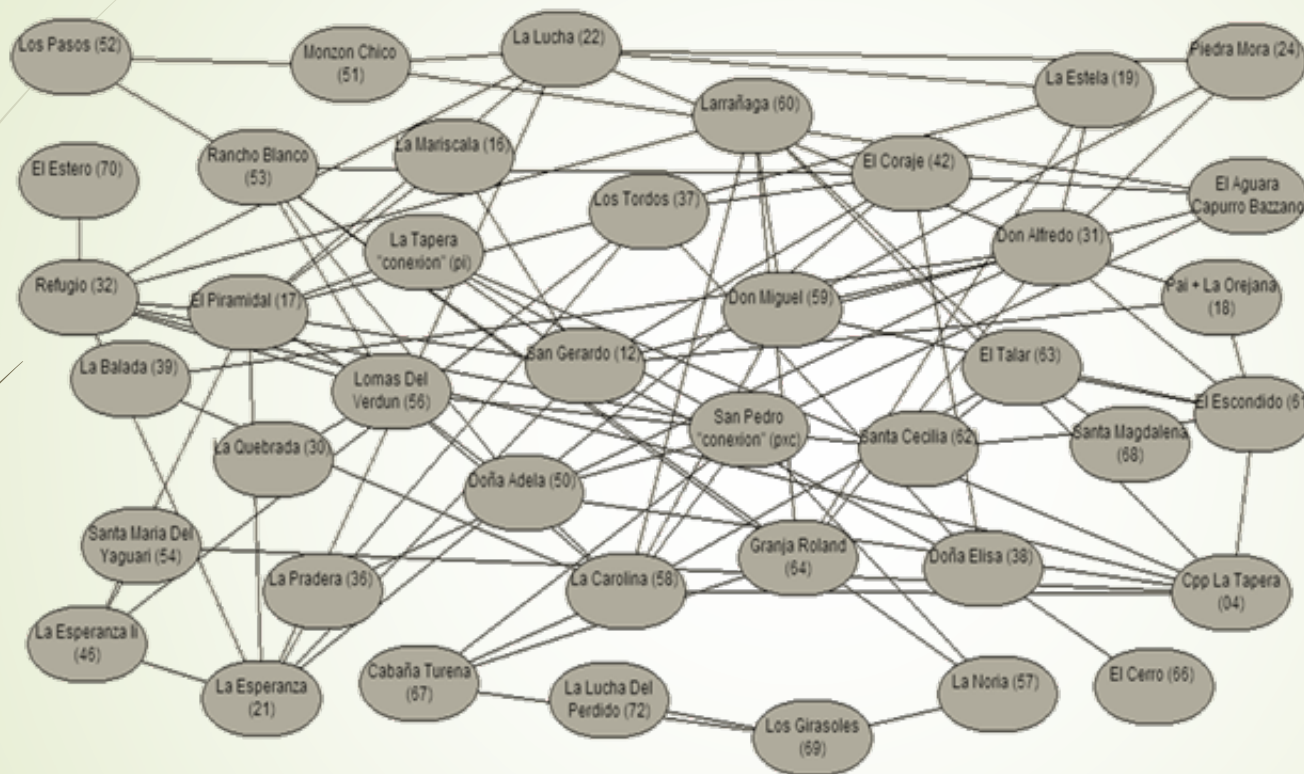 Los Pasos (52)
Monzon Chico
(51)
La Lucha (22)
Piedra Mora (24)
La Estela (19)
Larrañaga (60)
La Mariscala (16)
Rancho Blanco
(53)
El Estero (70)
El Coraje (42)
El Aguara
Capurro Bazzano
Los Tordos (37)
La Tapera
"conexion" (pi)
Don Alfredo (31)
Refugio (32)
El Piramidal (17)
Don Miguel (59)
Pai + La Orejana
(18)
La Balada (39)
San Gerardo (12)
El Talar (63)
Lomas Del
Verdun (56)
San Pedro
"conexion" (pxc)
El Escondido (61
Santa Cecilia (62)
Santa Magdalena
(68)
La Quebrada (30)
Doña Adela (50)
Santa Maria Del
Yaguari (54)
La Pradera (36)
La Carolina (58)
Granja Roland
(64)
Doña Elisa (38)
Cpp La Tapera
(04)
La Esperanza Ii
(46)
La Esperanza
(21)
Cabaña Turena
(67)
La Lucha Del
Perdido (72)
Los Girasoles
(69)
La Noria (57)
El Cerro (66)